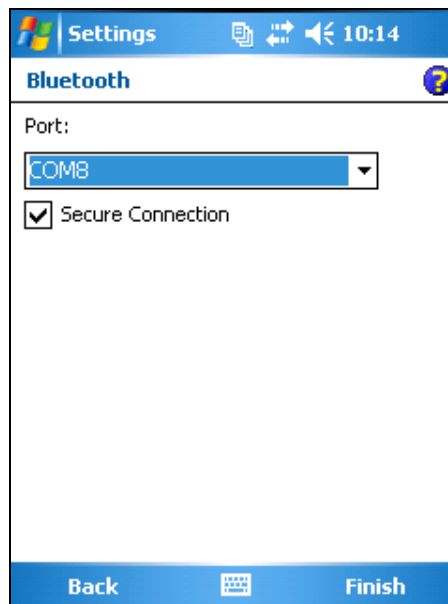 Settings 10:14
Bluetooth
Port:
COM8
Secure Connection
Back Finish